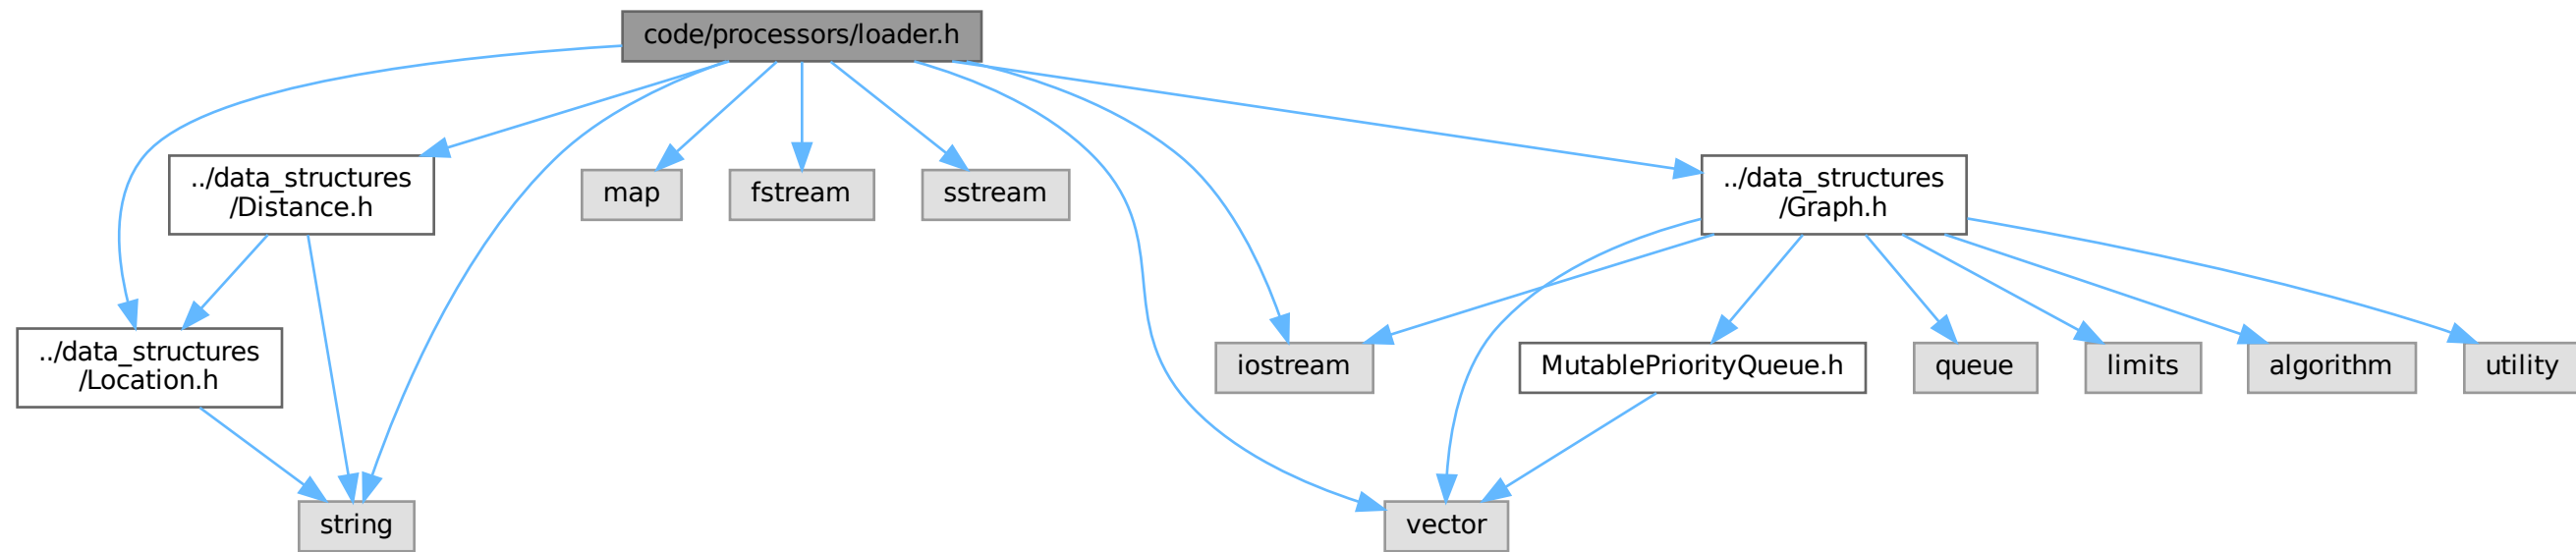 code/processors/loader.h
../data_structures
/Distance.h
map
fstream
sstream
../data_structures
/Graph.h
../data_structures
/Location.h
iostream
MutablePriorityQueue.h
queue
limits
algorithm
utility
string
vector